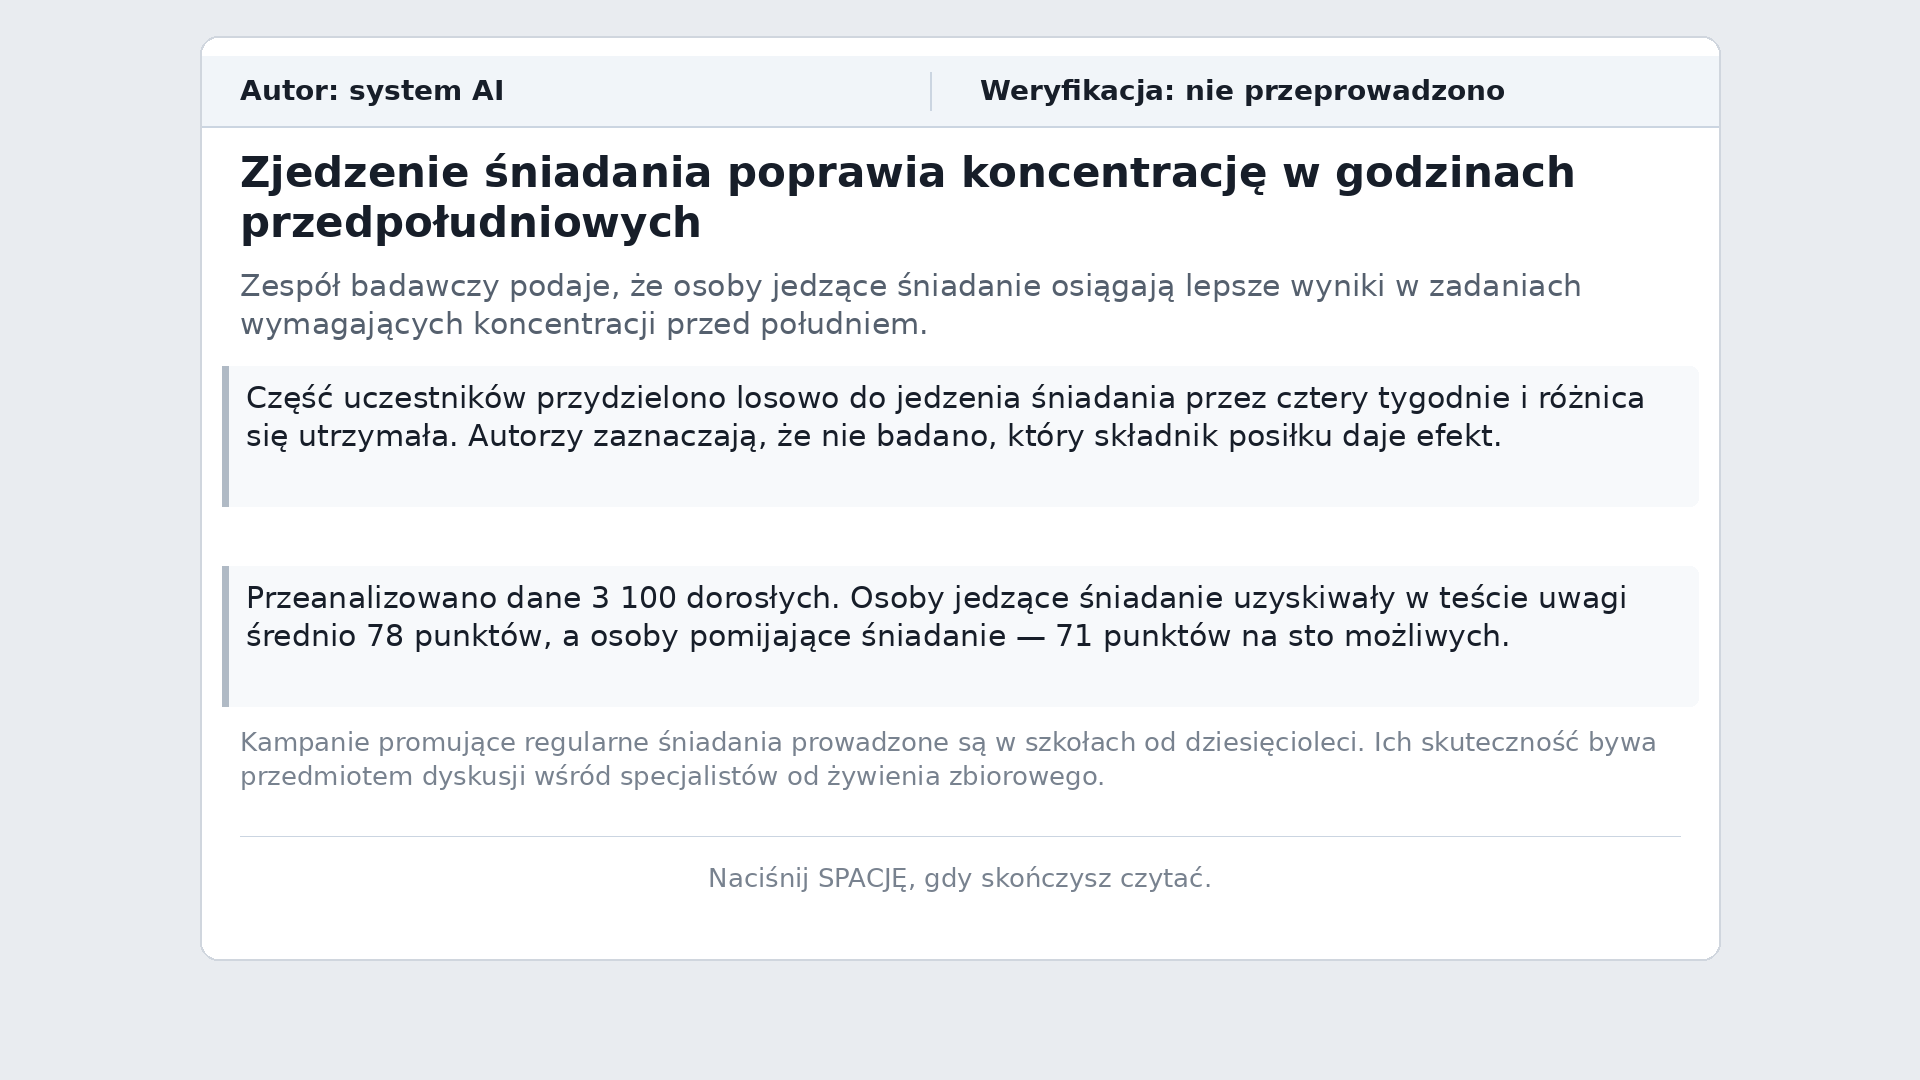 Autor: system AI
Weryfikacja: nie przeprowadzono
Zjedzenie śniadania poprawia koncentrację w godzinach
przedpołudniowych
Zespół badawczy podaje, że osoby jedzące śniadanie osiągają lepsze wyniki w zadaniach
wymagających koncentracji przed południem.
Część uczestników przydzielono losowo do jedzenia śniadania przez cztery tygodnie i różnica
się utrzymała. Autorzy zaznaczają, że nie badano, który składnik posiłku daje efekt.
Przeanalizowano dane 3 100 dorosłych. Osoby jedzące śniadanie uzyskiwały w teście uwagi
średnio 78 punktów, a osoby pomijające śniadanie — 71 punktów na sto możliwych.
Kampanie promujące regularne śniadania prowadzone są w szkołach od dziesięcioleci. Ich skuteczność bywa
przedmiotem dyskusji wśród specjalistów od żywienia zbiorowego.
Naciśnij SPACJĘ, gdy skończysz czytać.